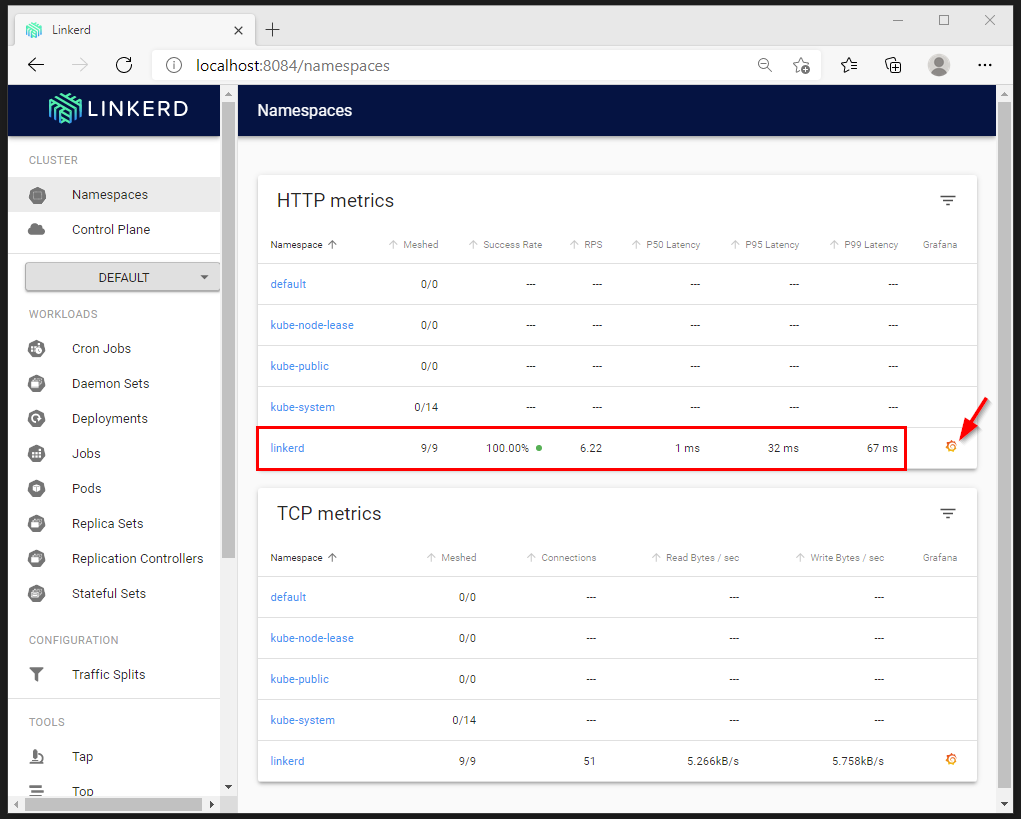 Linkerd
localhost:8084/namespaces
LINKERD
Namespaces
CLUSTER
Namespaces
Control Plane
DEFAULT
WORKLOADS
Cron Jobs
Daemon Sets
Deployments
Jobs
Pods
Replica Sets
Replication Controllers
Stateful Sets
CONFIGURATION
Traffic Splits
TOOLS
Tap
Top
HTTP metrics
Namespace Meshed Success Rate RPS P50 Latency P95 Latency P99 Latency Grafana
default 0/0 --- --- --- --- ---
kube-node-lease 0/0 --- --- --- --- ---
kube-public 0/0 --- --- --- --- ---
kube-system 0/14 --- --- --- --- ---
linkerd 9/9 100.00% 6.22 1 ms 32 ms 67 ms
TCP metrics
Namespace Meshed Connections Read Bytes / sec Write Bytes / sec Grafana
default 0/0 --- --- ---
kube-node-lease 0/0 --- --- ---
kube-public 0/0 --- --- ---
kube-system 0/14 --- --- ---
linkerd 9/9 51 5.266kB/s 5.758kB/s